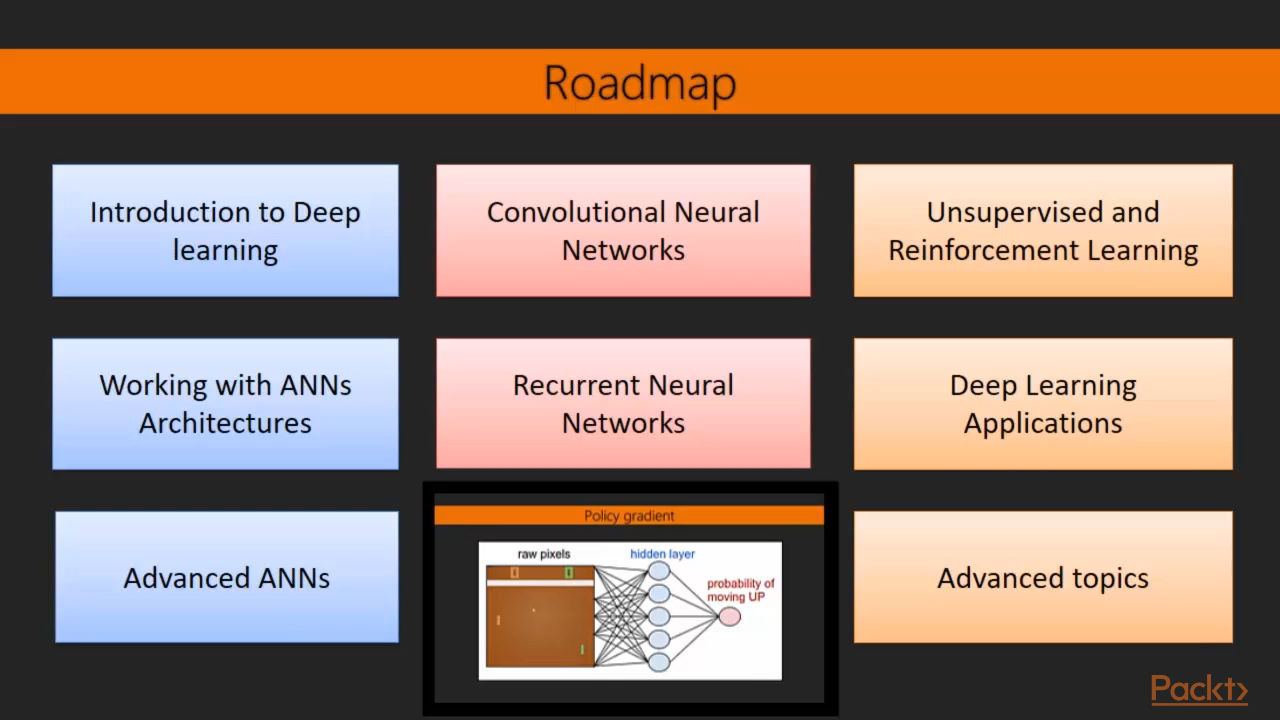 Roadmap
Introduction to Deep
learning
Convolutional Neural
Networks
Unsupervised and
Reinforcement Learning
Working with ANNs
Architectures
Recurrent Neural
Networks
Deep Learning
Applications
Advanced ANNs
Policy gradient
raw pixels
hidden layer
probability of
moving UP
Advanced topics
Packt>